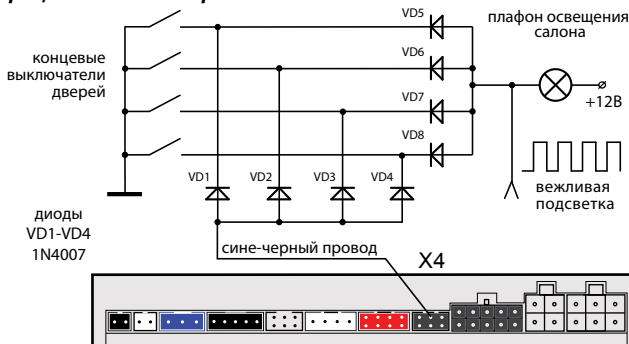 VD5
плафон освещения
салона
концевые
выключатели
дверей
VD6
VD7
+12В
VD8
VD1
VD2
VD3
VD4
вежливая
подсветка
диоды
VD1-VD4
1N4007
сине-черный провод
X4